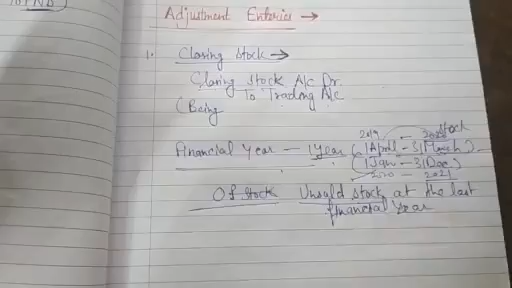 Adjustment Enteries →
1. Closing Stock →
Closing Stock A/c Dr.
To Trading A/c
(Being
Stock
2019 —
Financial Year — 1 Year (1 April - 31 March).
(1 Jan - 31 Dec)
2020 — 2021
Unsold stock at the last
financial Year